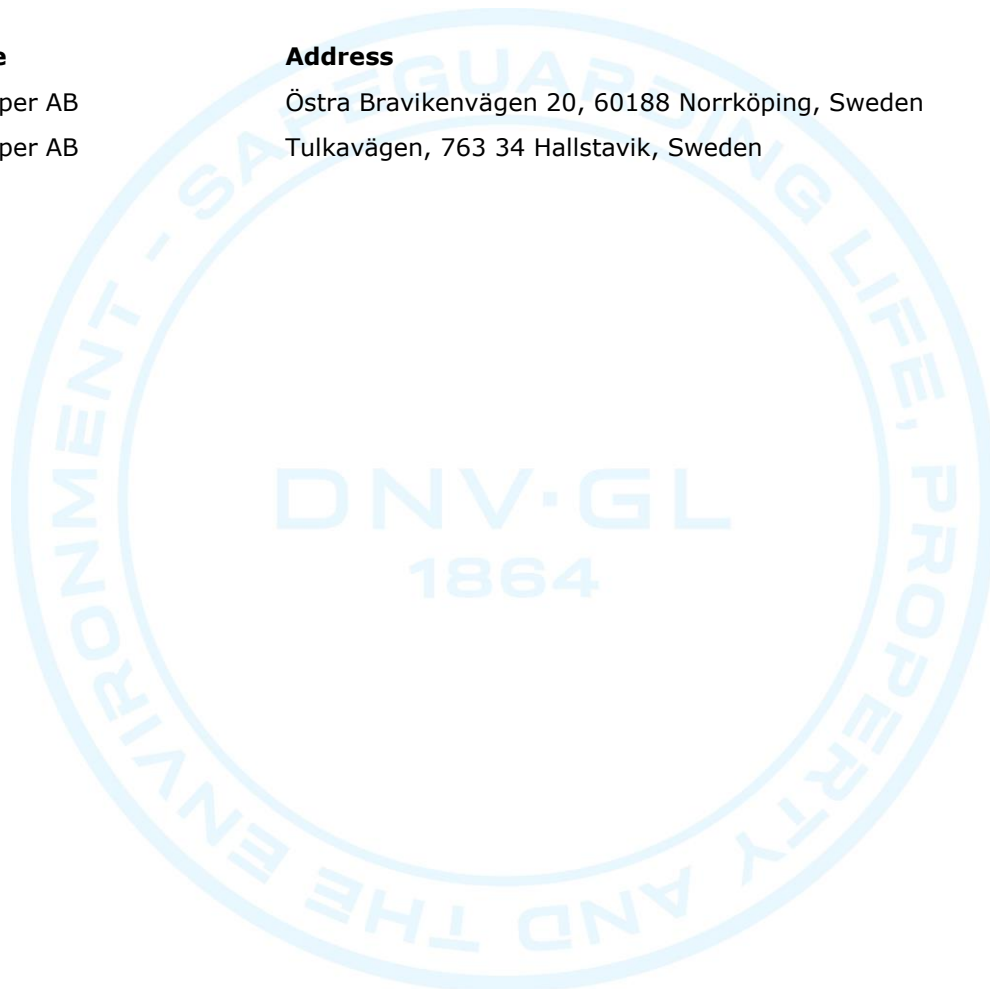 e Address
per AB Östra Bravikenvägen 20, 60188 Norrköping, Sweden
per AB Tulkavägen, 763 34 Hallstavik, Sweden
SAFEGUARDING LIFE, PROPERTY AND THE ENVIRONMENT -
DNV·GL
1864